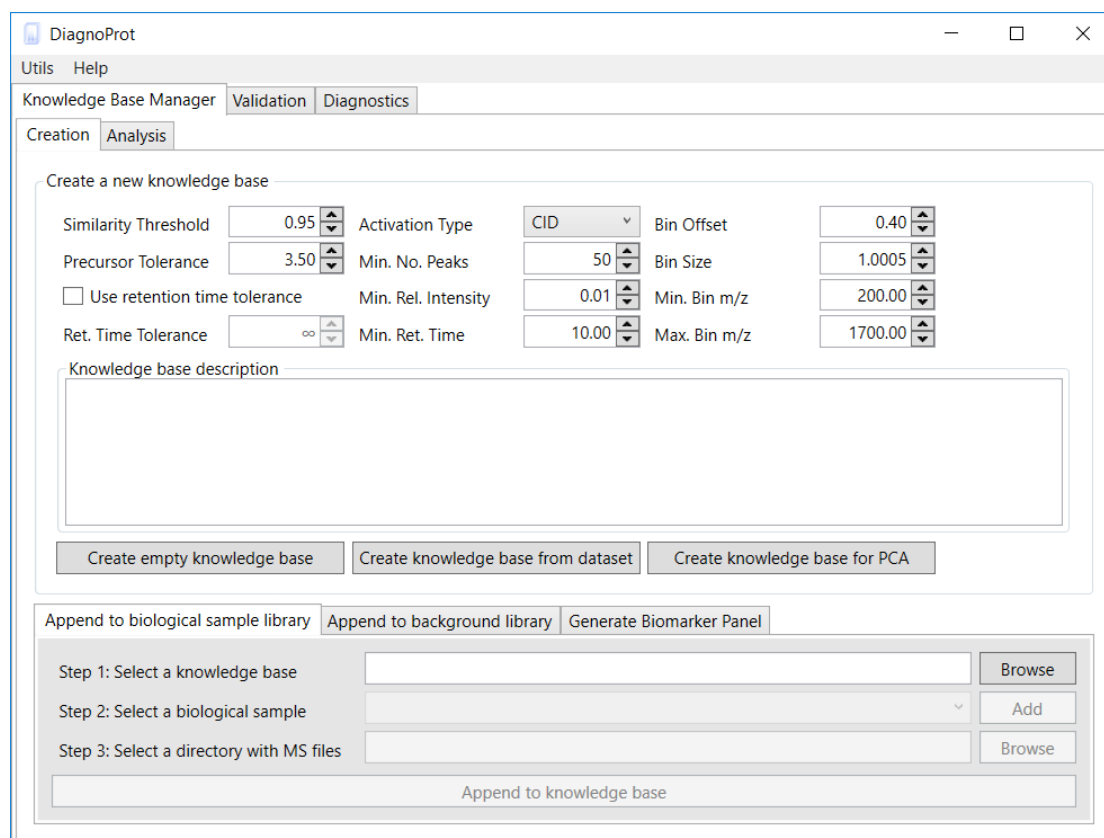 DiagnoProt
Utils Help
Knowledge Base Manager Validation Diagnostics
Creation Analysis
Create a new knowledge base
Similarity Threshold 0.95 Activation Type CID Bin Offset 0.40
Precursor Tolerance 3.50 Min. No. Peaks 50 Bin Size 1.0005
Use retention time tolerance Min. Rel. Intensity 0.01 Min. Bin m/z 200.00
Ret. Time Tolerance ∞ Min. Ret. Time 10.00 Max. Bin m/z 1700.00
Knowledge base description
Create empty knowledge base Create knowledge base from dataset Create knowledge base for PCA
Append to biological sample library Append to background library Generate Biomarker Panel
Step 1: Select a knowledge base Browse
Step 2: Select a biological sample Add
Step 3: Select a directory with MS files Browse
Append to knowledge base